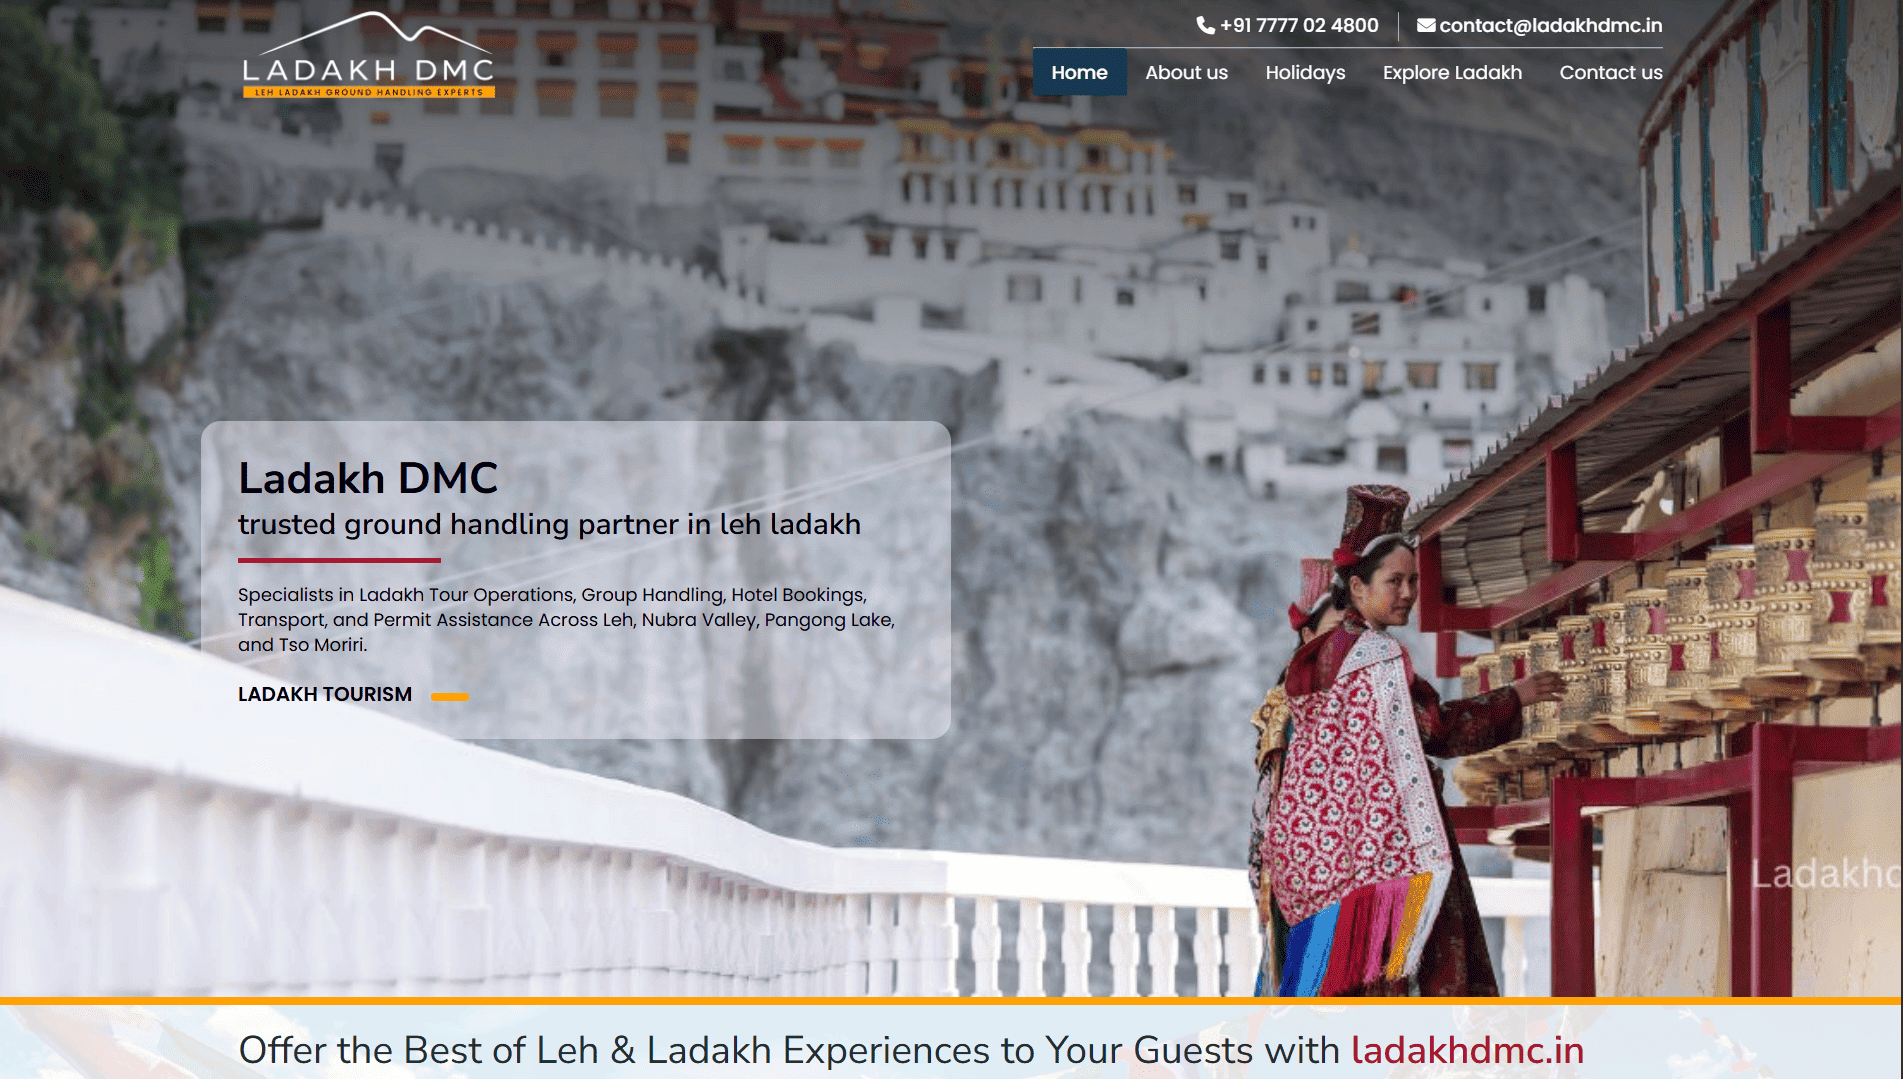 LADAKH DMC
LEH LADAKH GROUND HANDLING EXPERTS
+91 7777 02 4800
contact@ladakhdmc.in
Home
About us
Holidays
Explore Ladakh
Contact us
Ladakh DMC
trusted ground handling partner in leh ladakh
Specialists in Ladakh Tour Operations, Group Handling, Hotel Bookings,
Transport, and Permit Assistance Across Leh, Nubra Valley, Pangong Lake,
and Tso Moriri.
LADAKH TOURISM
Offer the Best of Leh & Ladakh Experiences to Your Guests with ladakhdmc.in